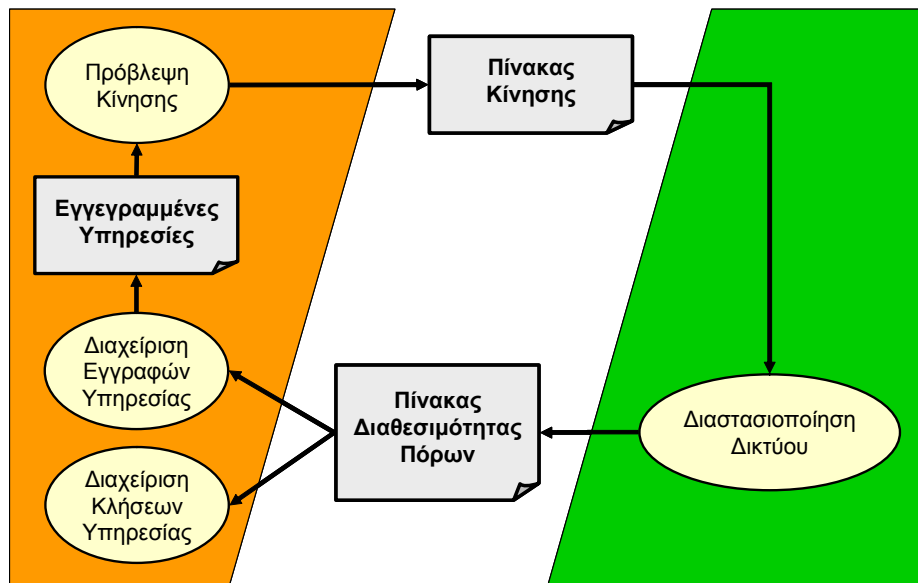 Πρόβλεψη
Κίνησης
Πίνακας
Κίνησης
Εγγεγραμμένες
Υπηρεσίες
Διαχείριση
Εγγραφών
Υπηρεσίας
Πίνακας
Διαθεσιμότητας
Πόρων
Διαστασιοποίηση
Δικτύου
Διαχείριση
Κλήσεων
Υπηρεσίας